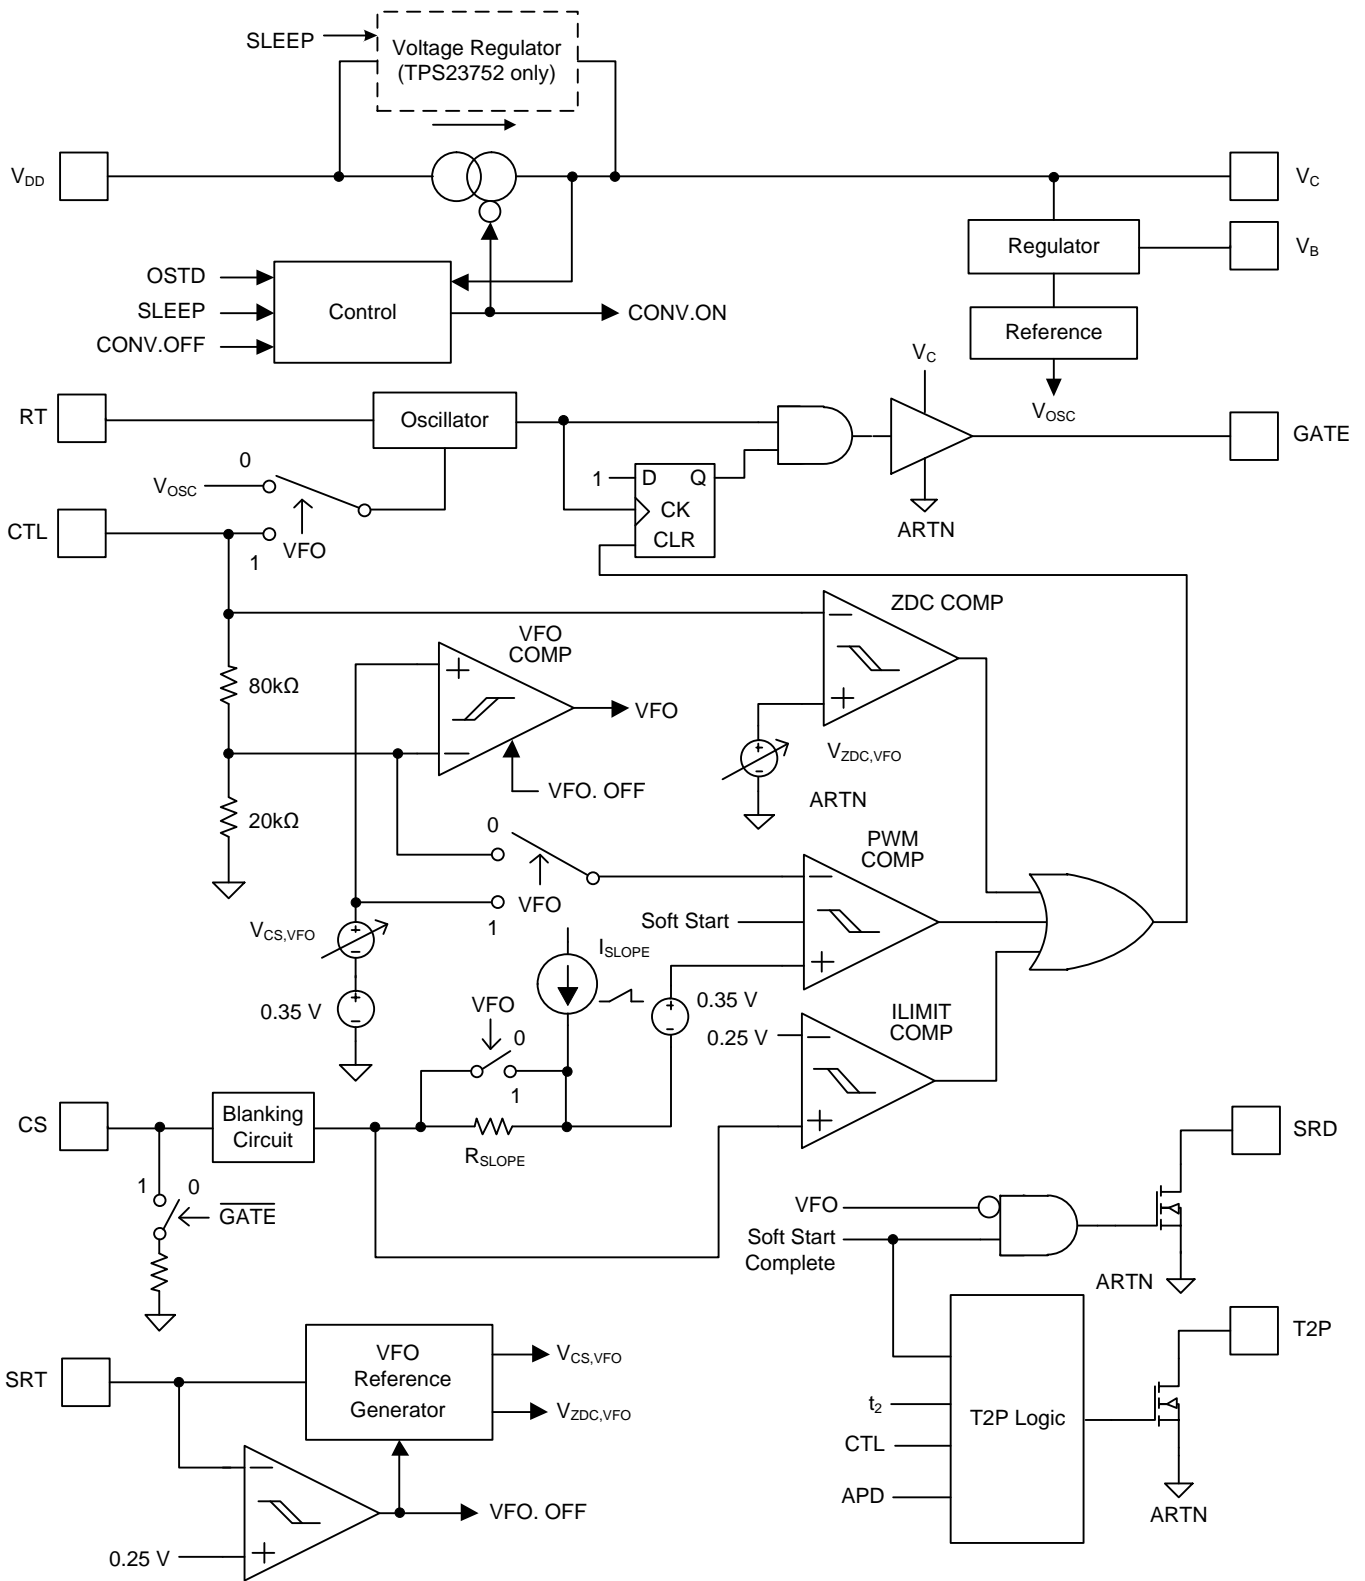 SLEEP
Voltage Regulator
(TPS23752 only)
VDD
VC
Regulator
VB
OSTD
SLEEP
CONV.OFF
Control
CONV.ON
Reference
VC
VOSC
RT
Oscillator
GATE
0
VOSC
1
D
Q
CK
CLR
ARTN
CTL
1
VFO
ZDC COMP
−
+
VZDC,VFO
ARTN
VFO
COMP
+
−
VFO
VFO. OFF
80kΩ
20kΩ
0
VFO
1
PWM
COMP
−
Soft Start
+
VCS,VFO
+
−
0.35 V
+
−
ISLOPE
VFO
0
1
+
−
0.35 V
0.25 V
ILIMIT
COMP
−
+
CS
Blanking
Circuit
RSLOPE
1
0
GATE
SRD
VFO
Soft Start
Complete
ARTN
T2P
T2P Logic
t2
CTL
APD
ARTN
SRT
VFO
Reference
Generator
VCS,VFO
VZDC,VFO
−
+
VFO. OFF
0.25 V